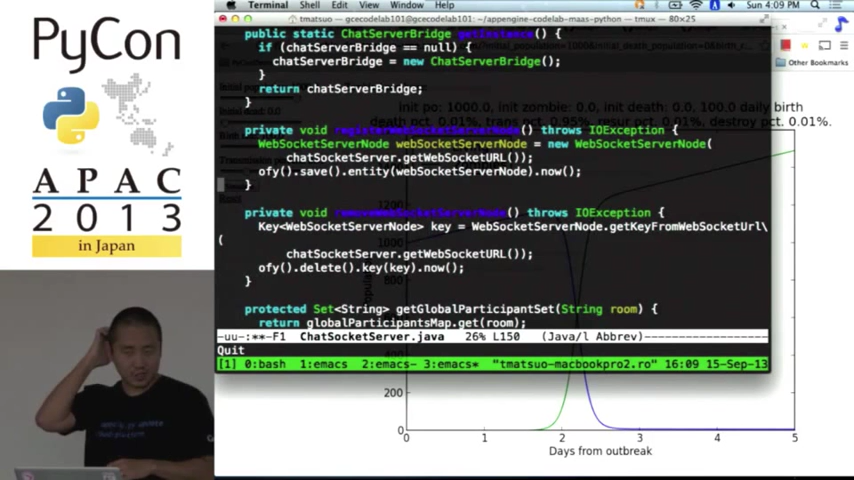 PyCon
APAC
2013
in Japan
Terminal Shell Edit View Window Help
Sun 4:09 PM
tmatsuo — gcecodelab101@gcecodelab101: ~/appengine-codelab-maas-python — tmux — 80×25
Other Bookmarks
public static ChatServerBridge getInstance() {
if (chatServerBridge == null) {
chatServerBridge = new ChatServerBridge();
}
return chatServerBridge;
}
init po: 1000.0, init zombie: 0.0, init death: 0.0. 100.0 daily birth
death pct. 0.01%, trans pct. 0.95%, resur pct. 0.01%, destroy pct. 0.01%.
private void registerWebSocketServerNode() throws IOException {
WebSocketServerNode webSocketServerNode = new WebSocketServerNode(
chatSocketServer.getWebSocketURL());
ofy().save().entity(webSocketServerNode).now();
}
private void removeWebSocketServerNode() throws IOException {
Key<WebSocketServerNode> key = WebSocketServerNode.getKeyFromWebSocketUrl\
(
chatSocketServer.getWebSocketURL());
ofy().delete().key(key).now();
}
protected Set<String> getGlobalParticipantSet(String room) {
return globalParticipantsMap.get(room);
-uu-:**-F1 ChatSocketServer.java 26% L150 (Java/l Abbrev)
Quit
[1] 0:bash 1:emacs 2:emacs- 3:emacs* "tmatsuo-macbookpro2.ro" 16:09 15-Sep-13
200
0
0 1 2 3 4 5
Days from outbreak